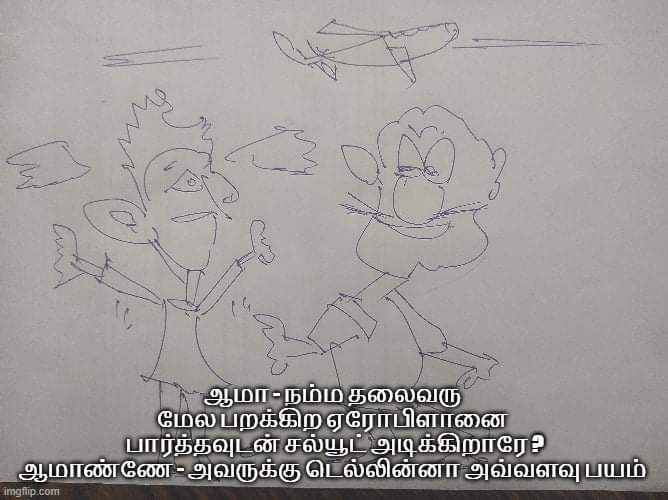 ஆமா - நம்ம தலைவரு
மேல பறக்கிற ஏரோபிளானை
பார்த்தவுடன் சல்யூட் அடிக்கிறாரே ?
ஆமாண்ணே - அவருக்கு டெல்லின்னா அவ்வளவு பயம்
imgflip.com